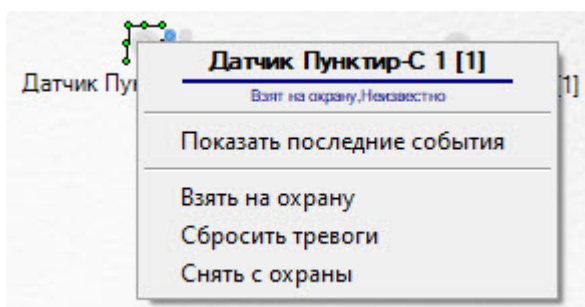 Датчик Пунктир-С 1 [1]
Датчик Пун
1]
Взят на охрану,Неизвестно
Показать последние события
Взять на охрану
Сбросить тревоги
Снять с охраны